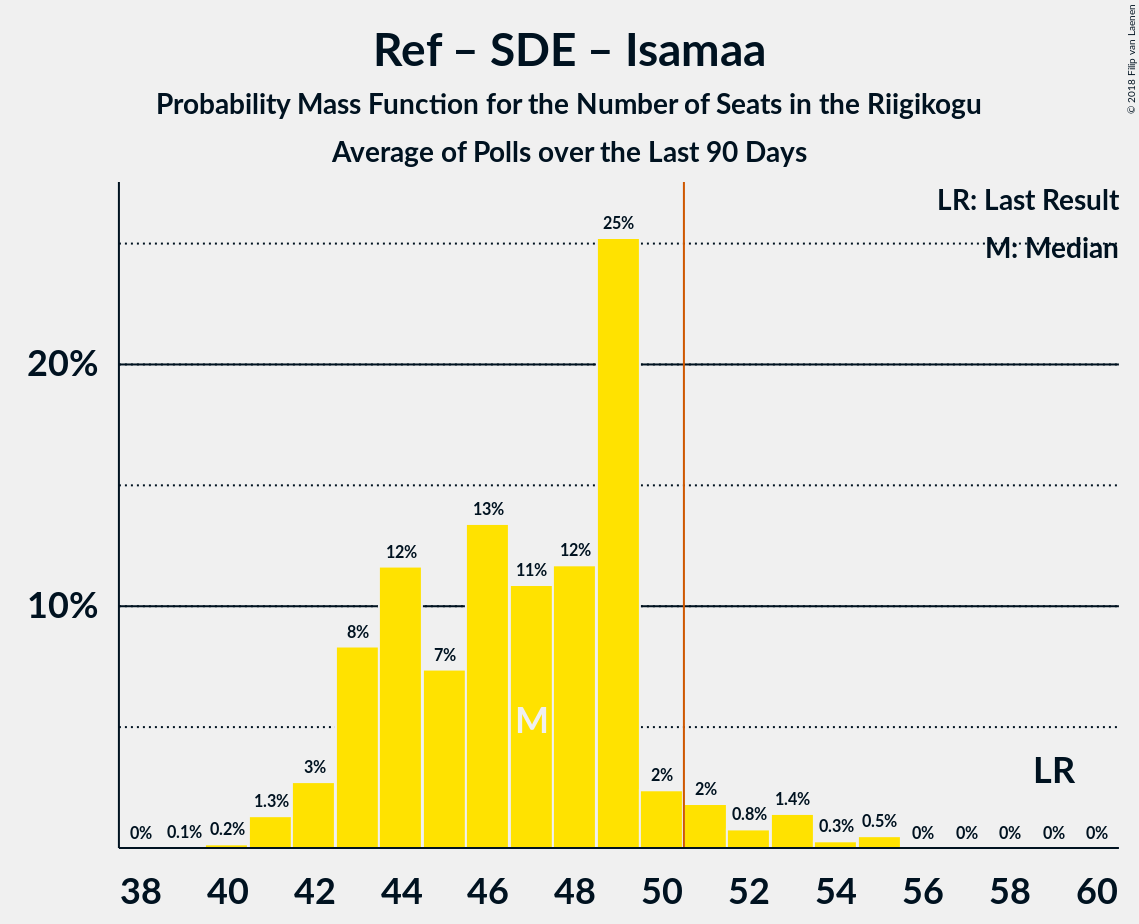 Ref – SDE – Isamaa
Probability Mass Function for the Number of Seats in the Riigikogu
Average of Polls over the Last 90 Days
© 2018 Filip van Laenen
LR: Last Result
M: Median
20%
10%
0%
0.1%
0.2%
1.3%
3%
8%
12%
7%
13%
11%
12%
25%
2%
2%
0.8%
1.4%
0.3%
0.5%
0%
0%
0%
0%
0%
M
LR
38 40 42 44 46 48 50 52 54 56 58 60